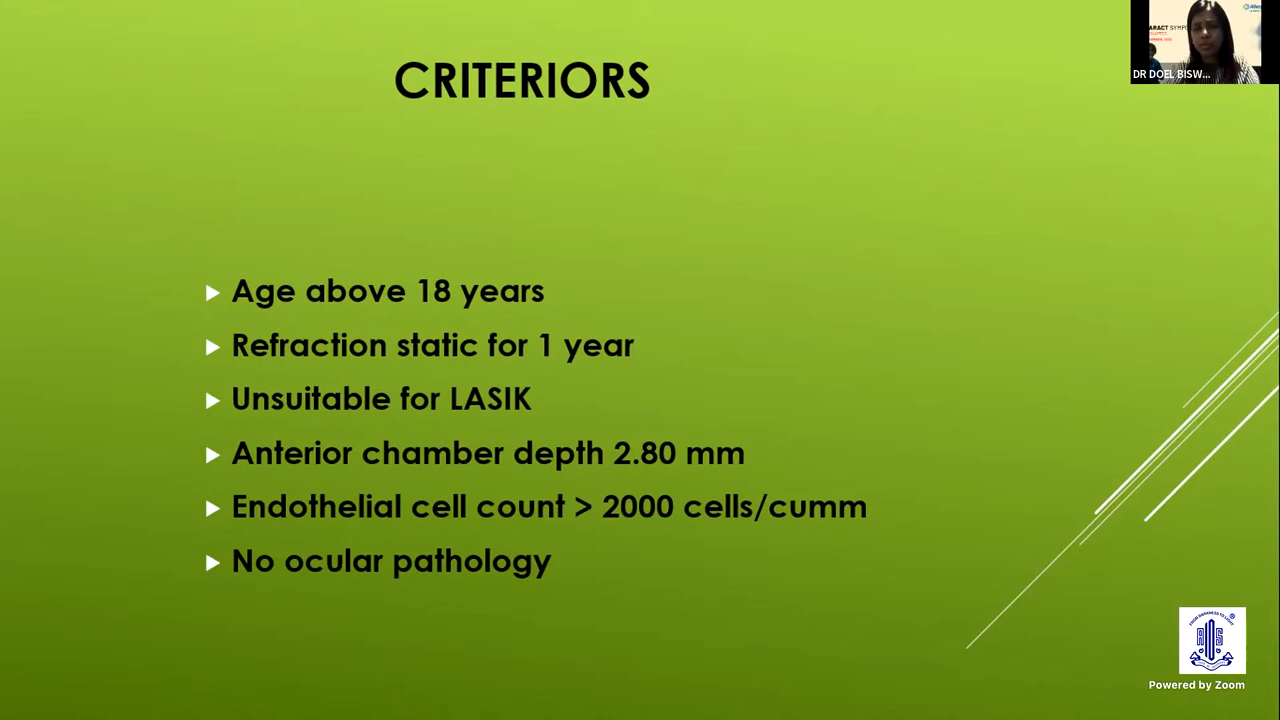 CRITERIORS
DR DOEL BISW...
Age above 18 years
Refraction static for 1 year
Unsuitable for LASIK
Anterior chamber depth 2.80 mm
Endothelial cell count > 2000 cells/cumm
No ocular pathology
Powered by Zoom